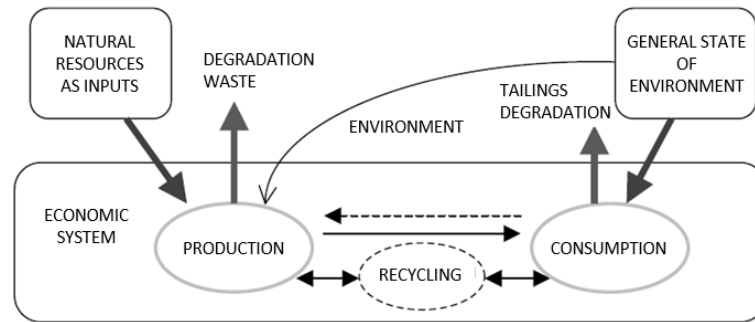 NATURAL
RESOURCES
AS INPUTS
DEGRADATION
WASTE
ENVIRONMENT
TAILINGS
DEGRADATION
GENERAL STATE
OF
ENVIRONMENT
ECONOMIC
SYSTEM
PRODUCTION
RECYCLING
CONSUMPTION